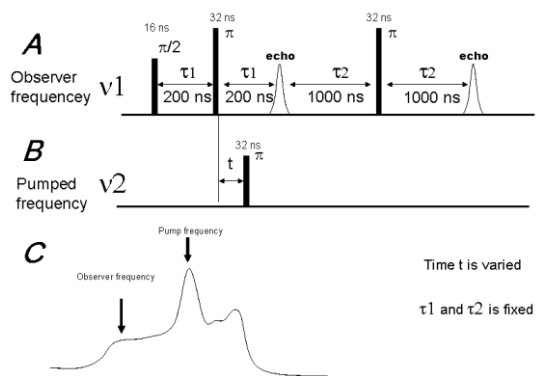 A
Observer
frequencey
ν1
16 ns
π/2
32 ns
π
τ1
200 ns
τ1
200 ns
echo
τ2
1000 ns
32 ns
π
τ2
1000 ns
echo
B
Pumped
frequency
ν2
t
32 ns
π
C
Observer frequency
Pump frequency
Time t is varied
τ1 and τ2 is fixed